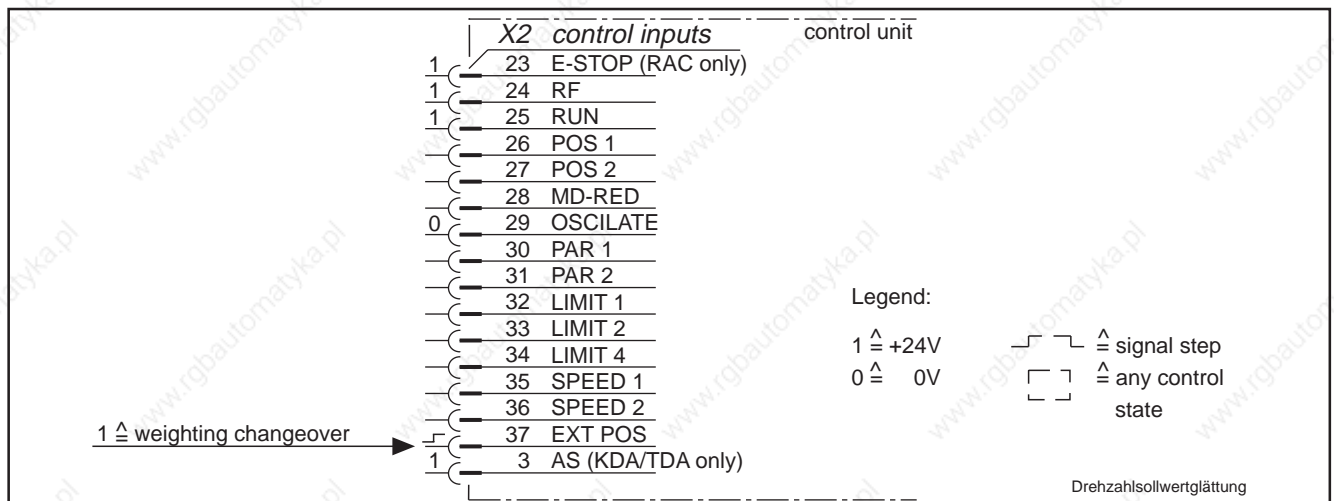 X2 control inputs
control unit
1 23 E-STOP (RAC only)
1 24 RF
1 25 RUN
26 POS 1
27 POS 2
28 MD-RED
0 29 OSCILATE
30 PAR 1
31 PAR 2
32 LIMIT 1
33 LIMIT 2
34 LIMIT 4
35 SPEED 1
36 SPEED 2
1 ≙ weighting changeover
37 EXT POS
1 3 AS (KDA/TDA only)
Legend:
1 ≙ +24V
≙ signal step
0 ≙ 0V
≙ any control
state
Drehzahlsollwertglättung
www.rgbautomatyka.pl